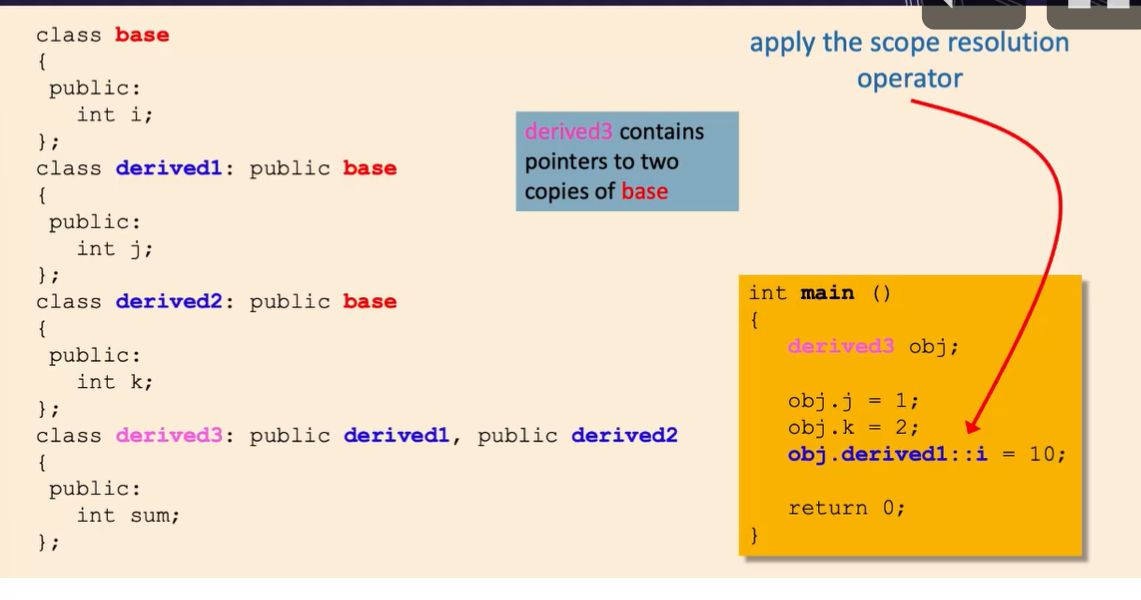 class base
{
public:
int i;
};
class derived1: public base
{
public:
int j;
};
class derived2: public base
{
public:
int k;
};
class derived3: public derived1, public derived2
{
public:
int sum;
};
derived3 contains
pointers to two
copies of base
apply the scope resolution
operator
int main ()
{
derived3 obj;
obj.j = 1;
obj.k = 2;
obj.derived1::i = 10;
return 0;
}